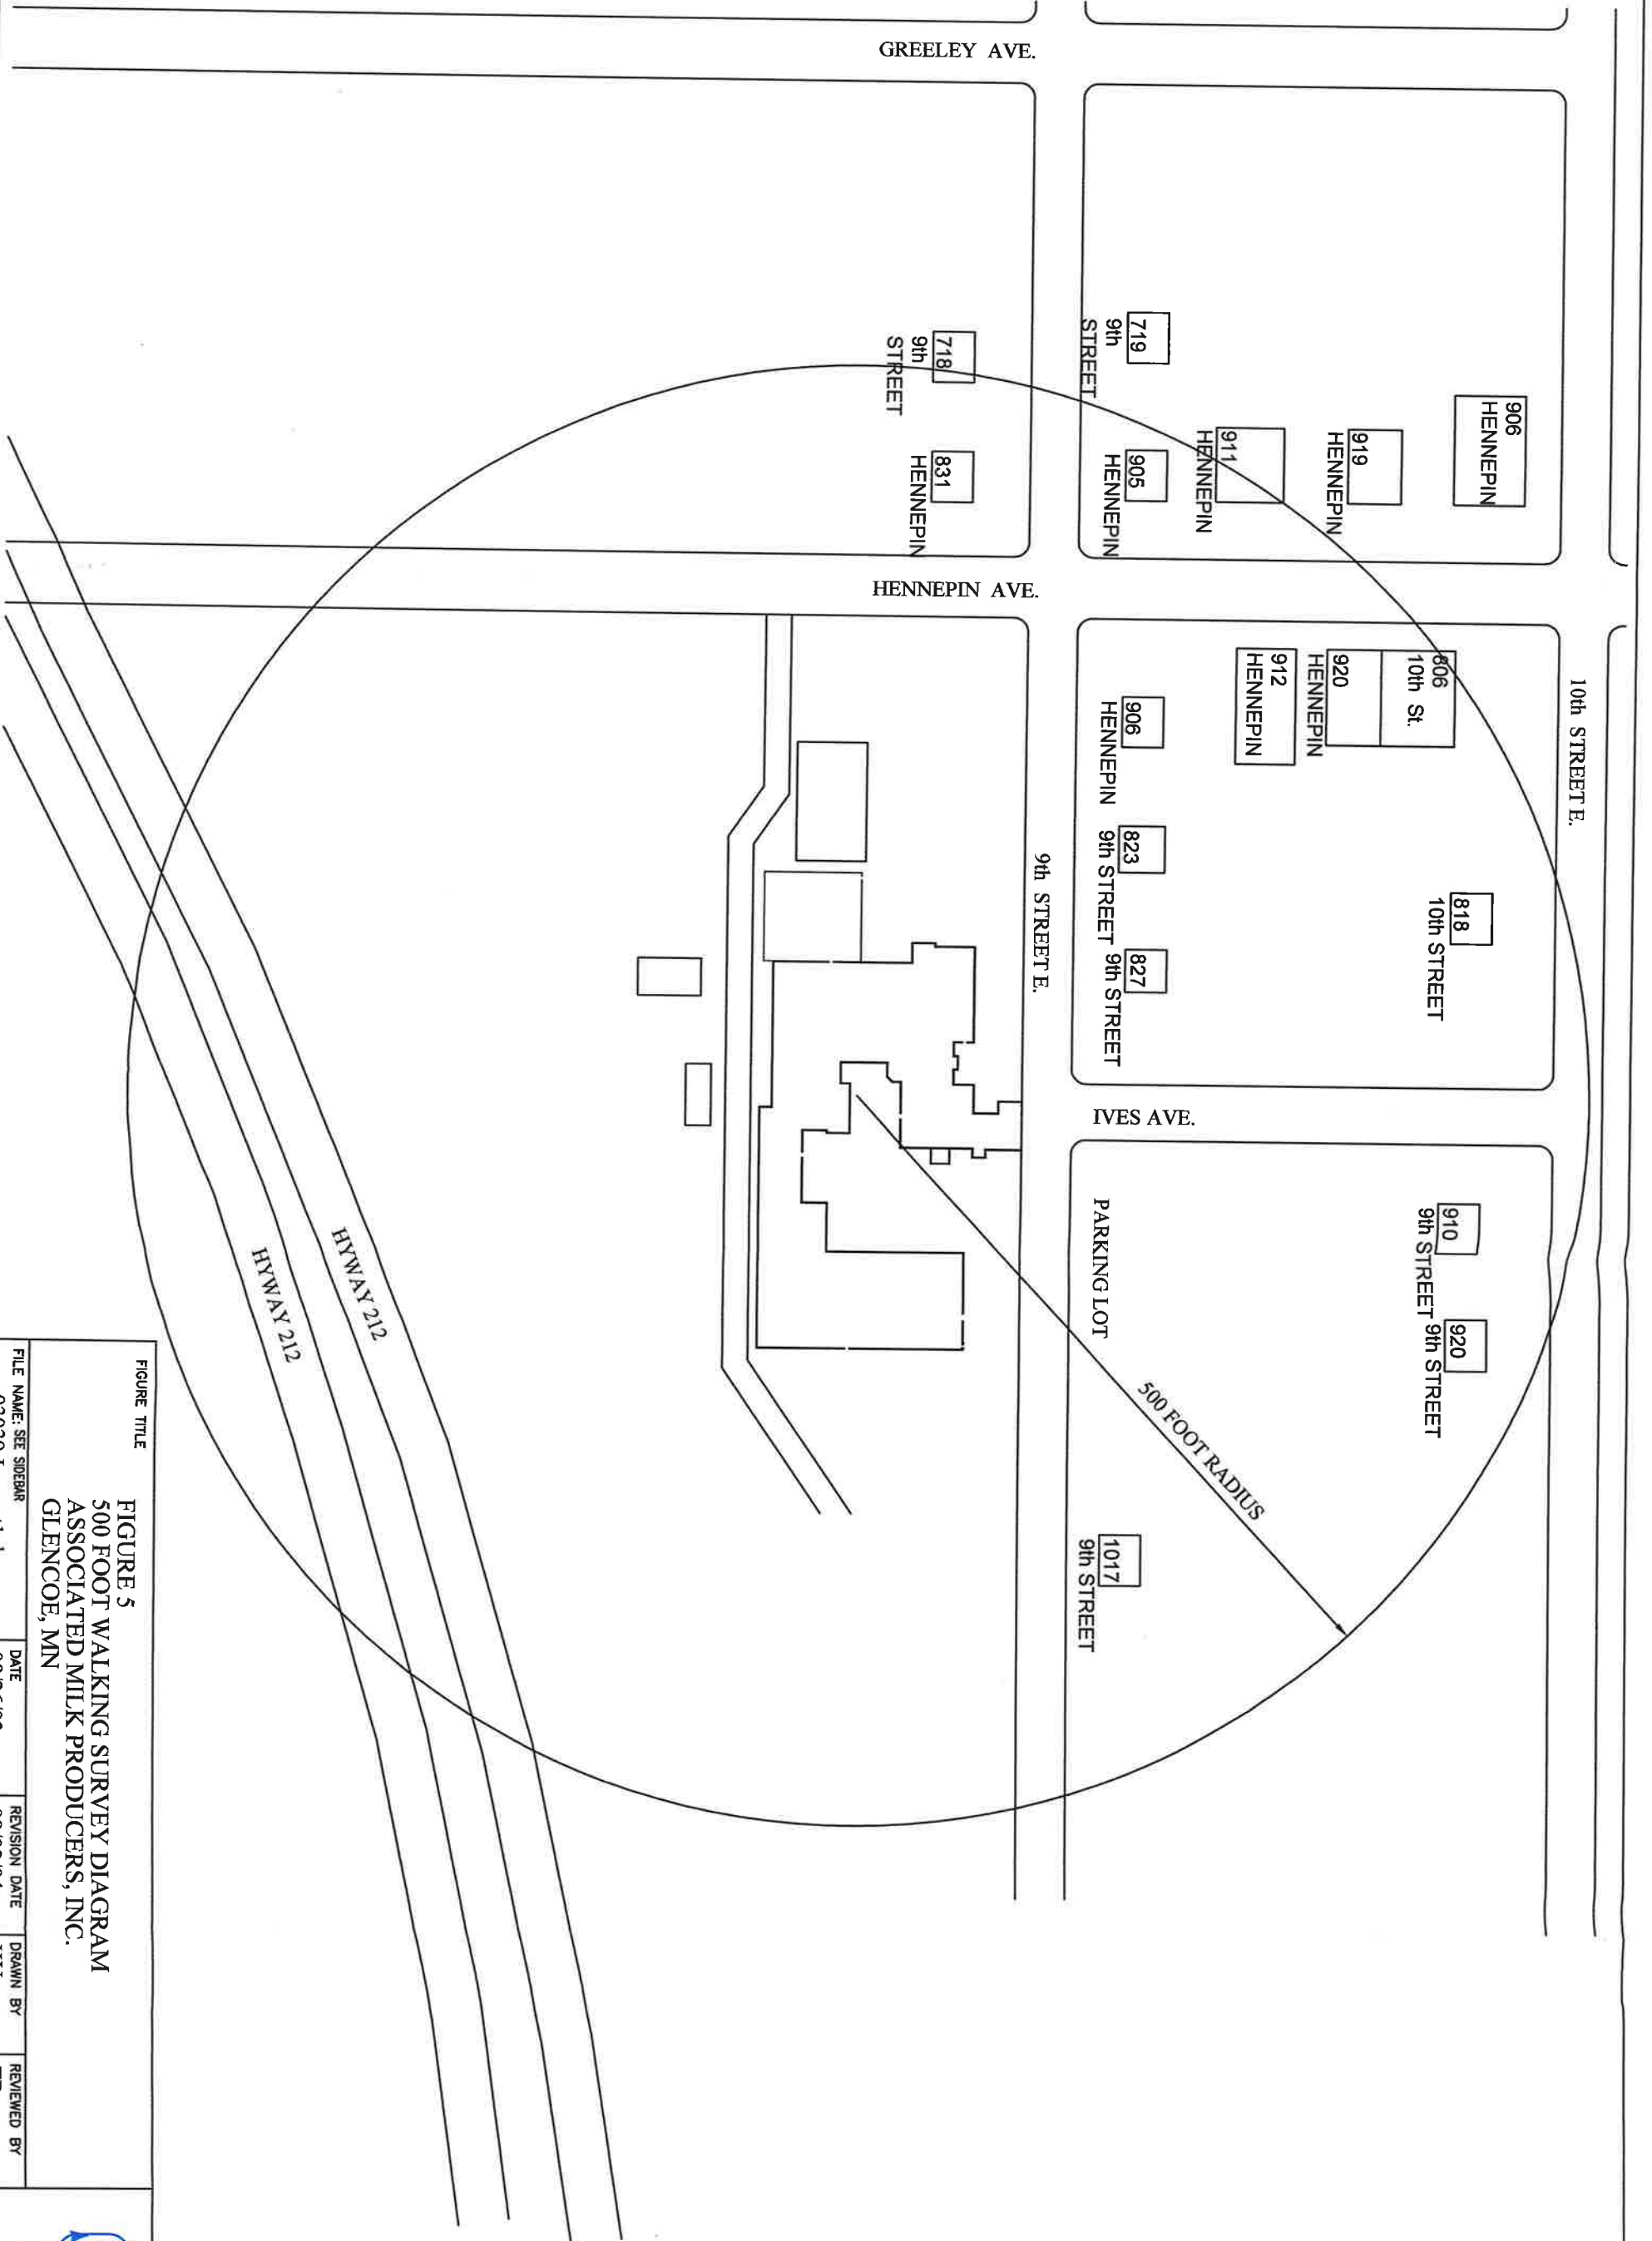 GREELEY AVE.
906
HENNEPIN
919
HENNEPIN
911
HENNEPIN
719
9th
STREET
905
HENNEPIN
718
9th
STREET
831
HENNEPIN
HENNEPIN AVE.
10th STREET E.
806
10th St.
920
HENNEPIN
912
HENNEPIN
906
HENNEPIN
823
9th STREET
827
9th STREET
818
10th STREET
9th STREET E.
IVES AVE.
910
9th STREET
920
9th STREET
PARKING LOT
500 FOOT RADIUS
1017
9th STREET
HYWAY 212
HYWAY 212
FIGURE TITLE
FIGURE 5
500 FOOT WALKING SURVEY DIAGRAM
ASSOCIATED MILK PRODUCERS, INC.
GLENCOE, MN
FILE NAME: SEE SIDEBAR
DATE
REVISION DATE
DRAWN BY
REVIEWED BY